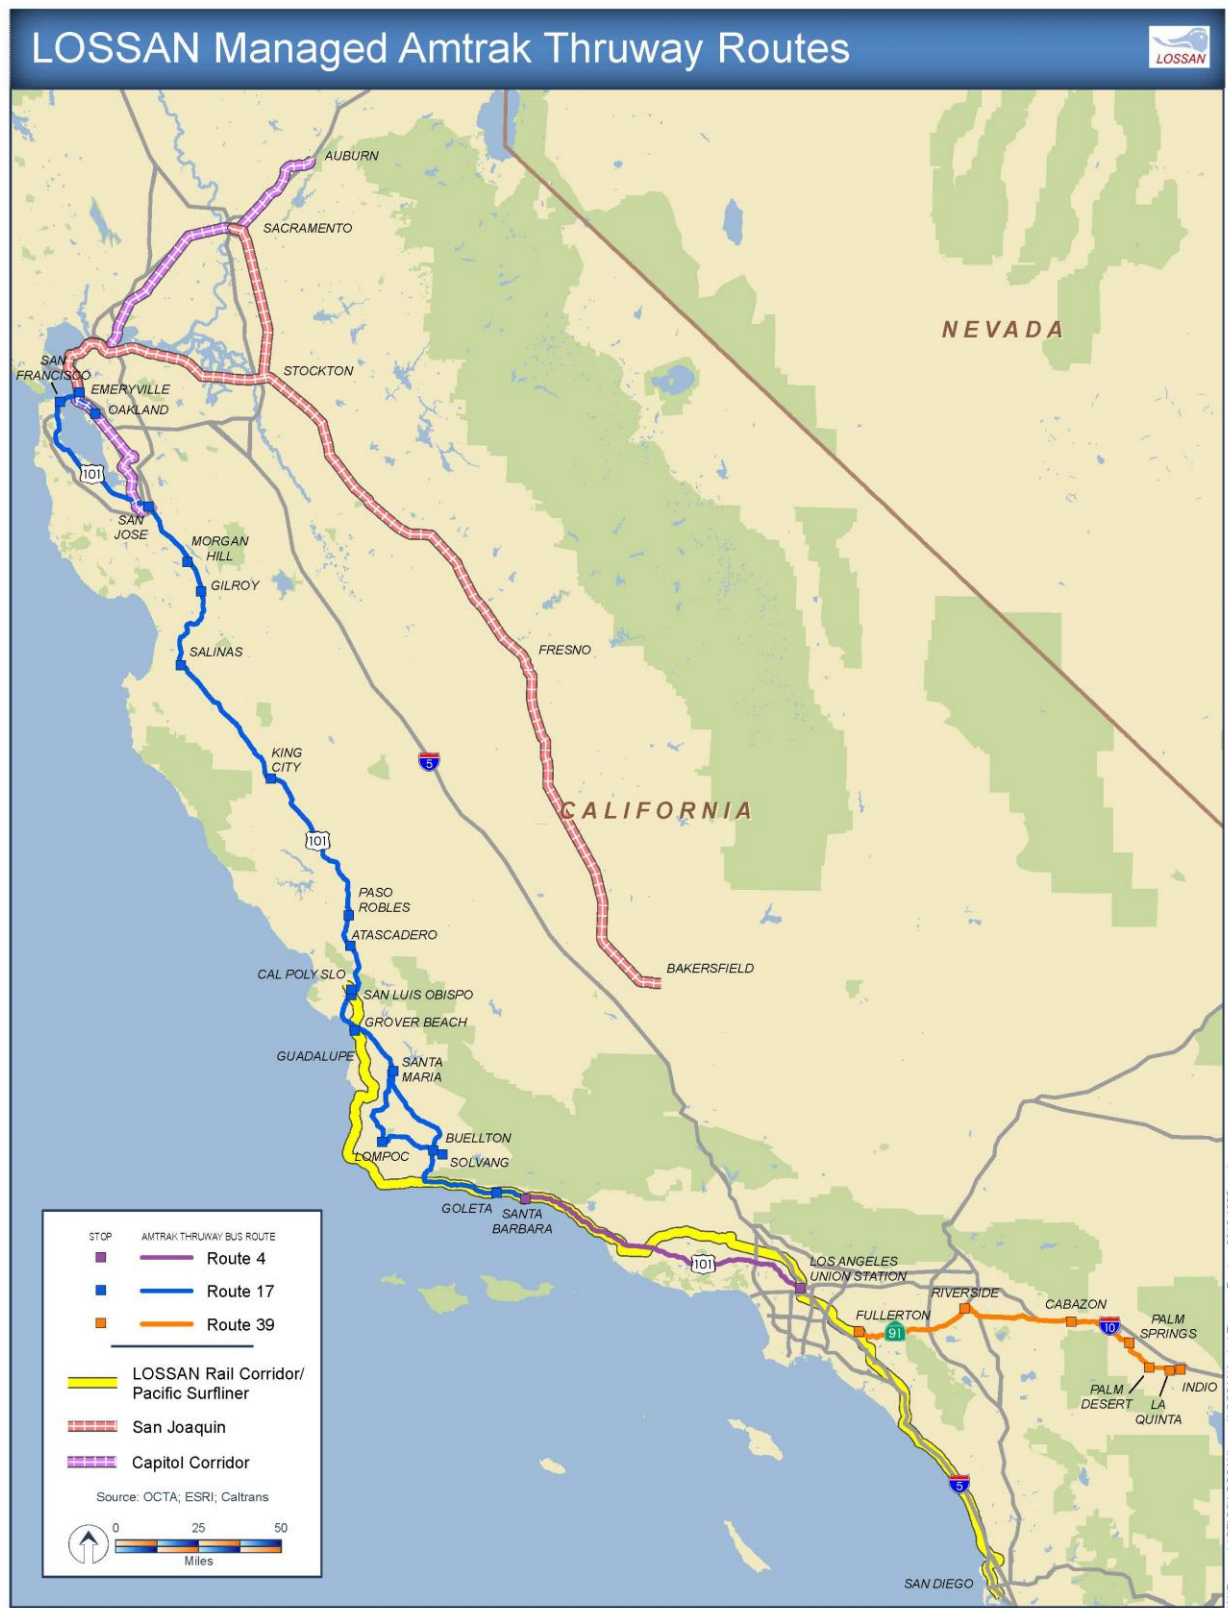 LOSSAN Managed Amtrak Thruway Routes
LOSSAN
AUBURN
SACRAMENTO
NEVADA
SAN
FRANCISCO
STOCKTON
EMERYVILLE
OAKLAND
101
SAN
JOSE
MORGAN
HILL
GILROY
SALINAS
FRESNO
KING
CITY
5
CALIFORNIA
101
PASO
ROBLES
ATASCADERO
CAL POLY SLO
BAKERSFIELD
SAN LUIS OBISPO
GROVER BEACH
GUADALUPE
SANTA
MARIA
BUELLTON
LOMPOC
SOLVANG
GOLETA
SANTA
BARBARA
101
LOS ANGELES
UNION STATION
FULLERTON
91
RIVERSIDE
CABAZON
10
PALM
SPRINGS
PALM
DESERT
LA
QUINTA
INDIO
5
SAN DIEGO
STOP
AMTRAK THRUWAY BUS ROUTE
Route 4
Route 17
Route 39
LOSSAN Rail Corridor/
Pacific Surfliner
San Joaquin
Capitol Corridor
Source: OCTA; ESRI; Caltrans
0 25 50
Miles